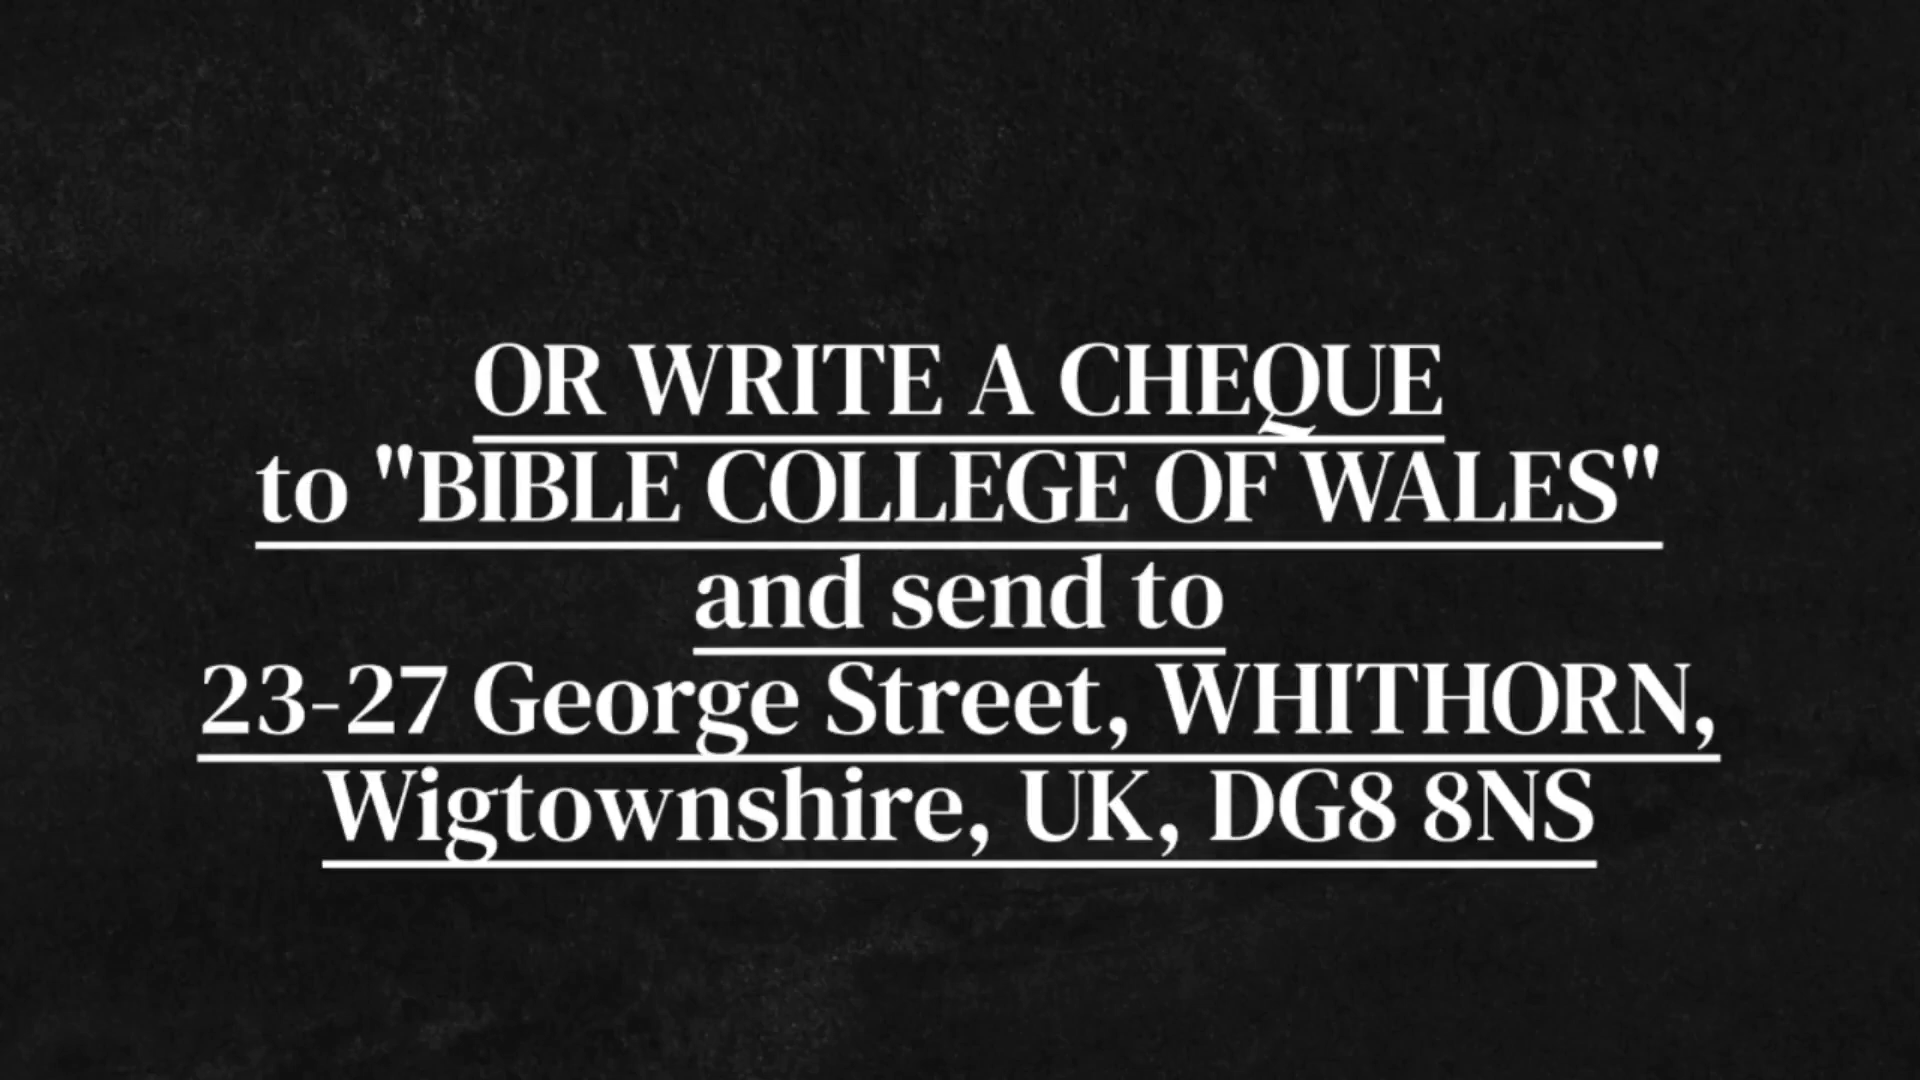 OR WRITE A CHEQUE
to "BIBLE COLLEGE OF WALES"
and send to
23-27 George Street, WHITHORN,
Wigtownshire, UK, DG8 8NS